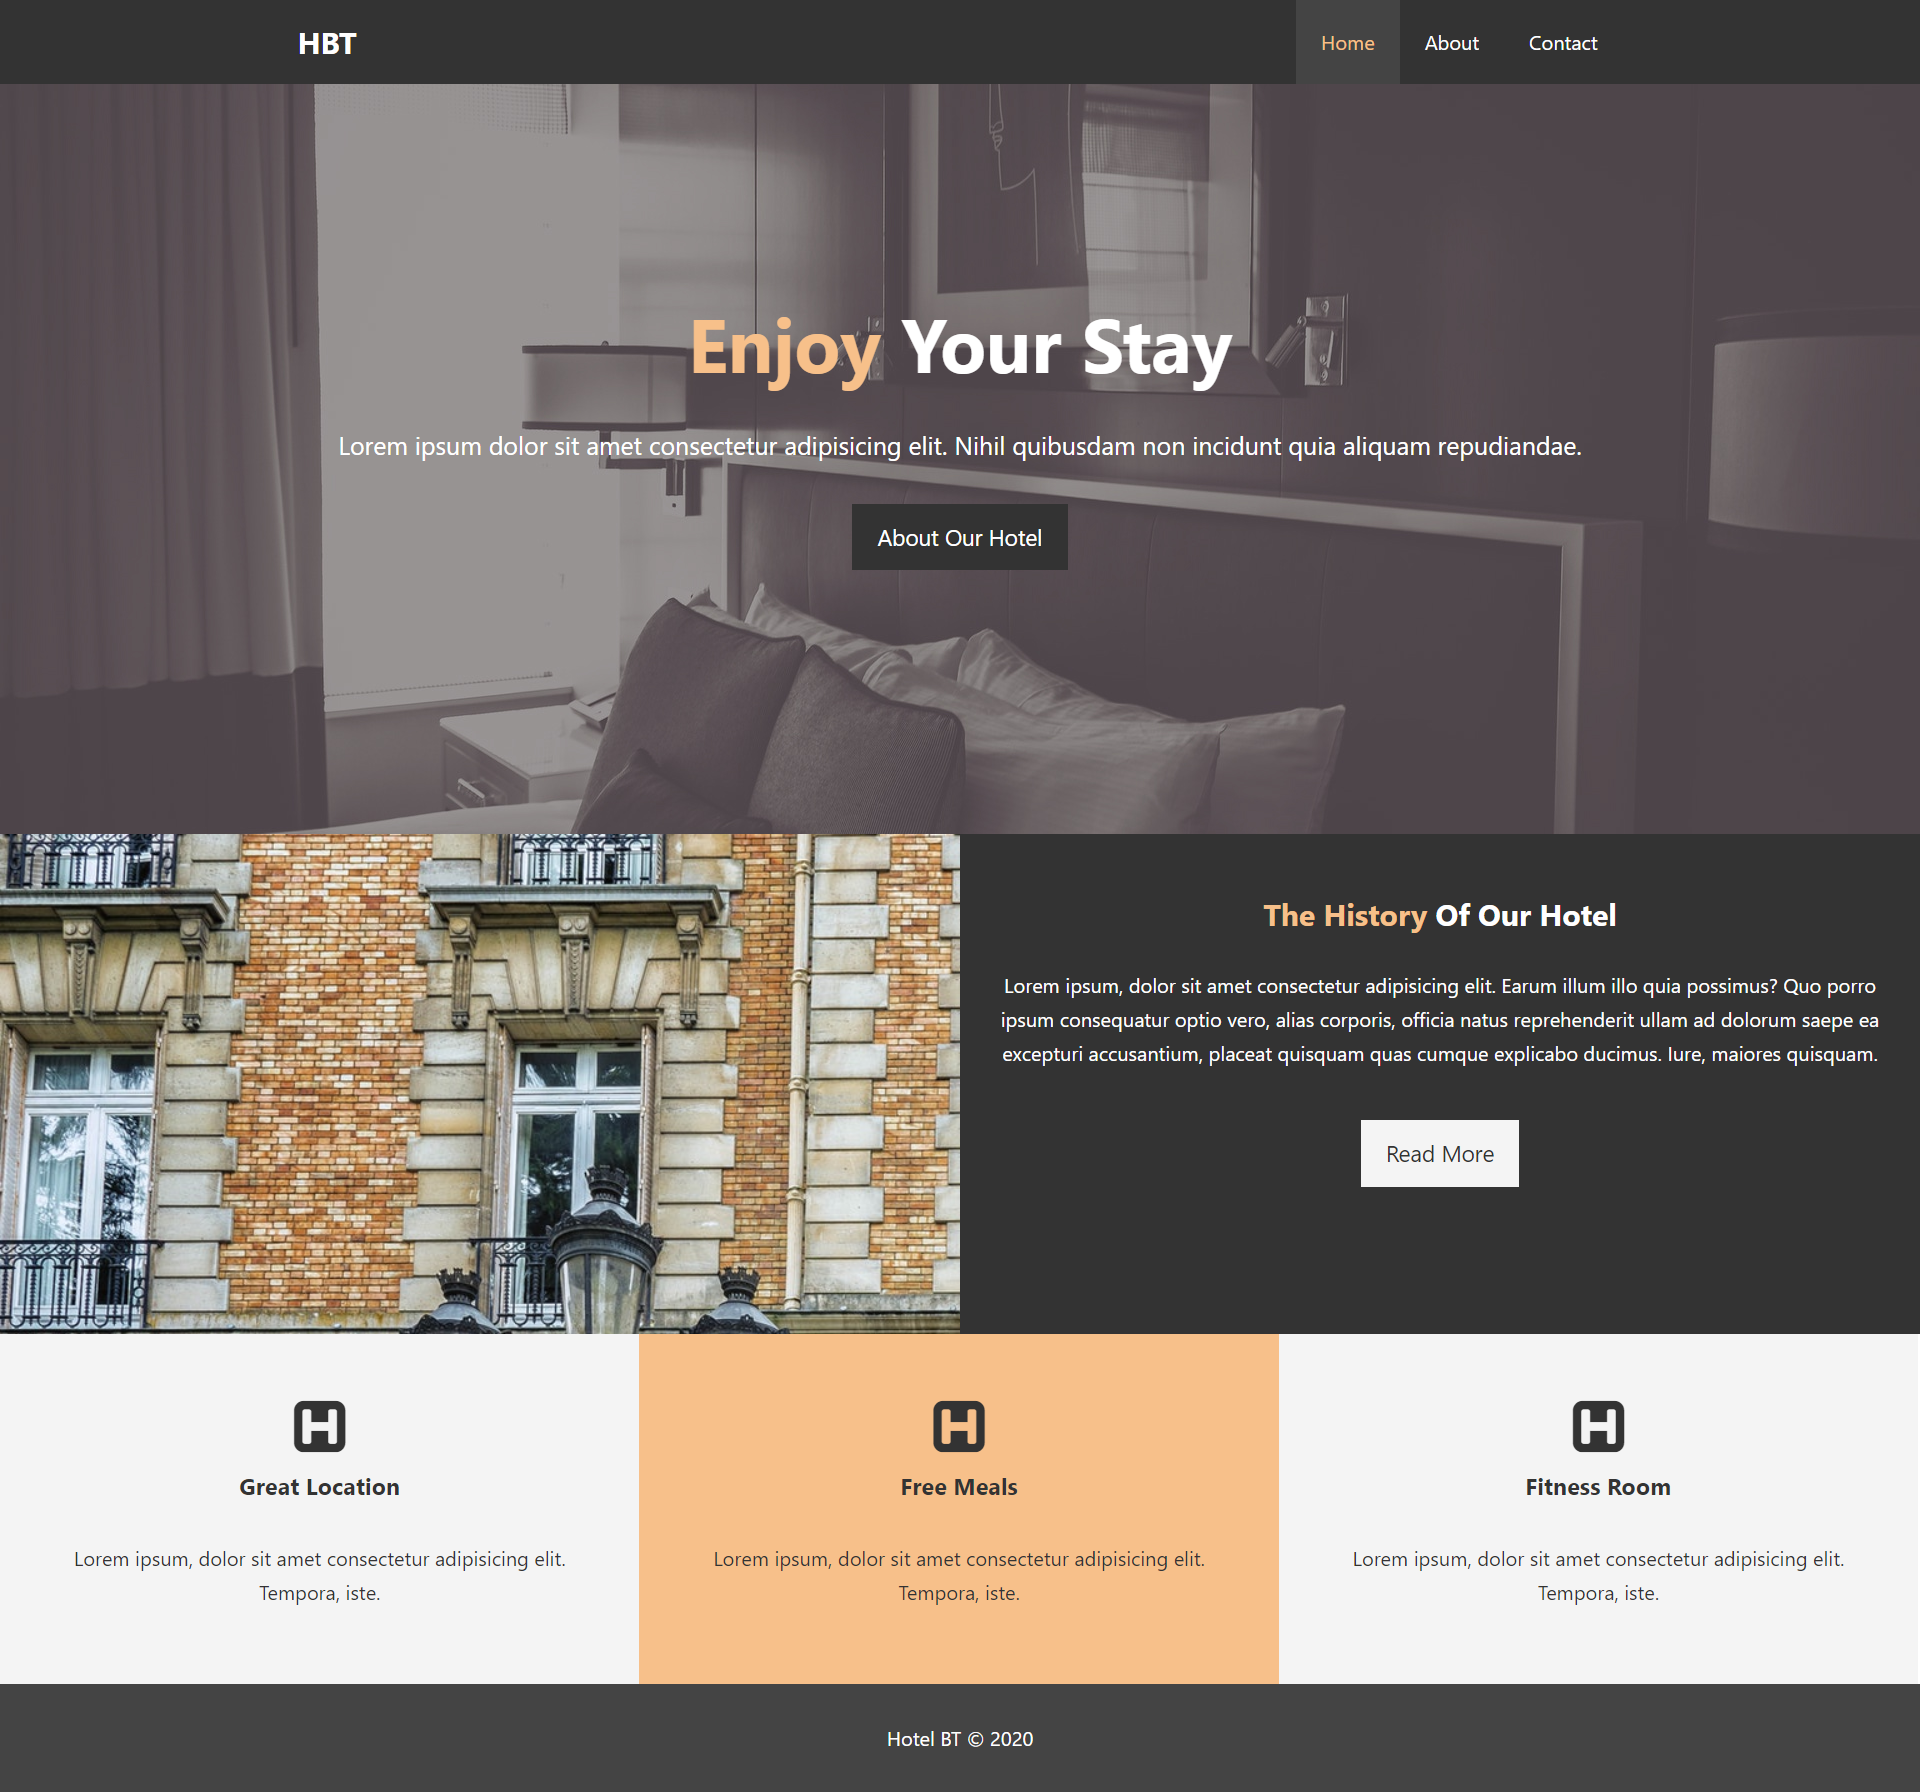 HBT
Home
About
Contact
Enjoy Your Stay
Lorem ipsum dolor sit amet consectetur adipisicing elit. Nihil quibusdam non incidunt quia aliquam repudiandae.
About Our Hotel
The History Of Our Hotel
Lorem ipsum, dolor sit amet consectetur adipisicing elit. Earum illum illo quia possimus? Quo porro
ipsum consequatur optio vero, alias corporis, officia natus reprehenderit ullam ad dolorum saepe ea
excepturi accusantium, placeat quisquam quas cumque explicabo ducimus. Iure, maiores quisquam.
Read More
H
Great Location
Lorem ipsum, dolor sit amet consectetur adipisicing elit.
Tempora, iste.
H
Free Meals
Lorem ipsum, dolor sit amet consectetur adipisicing elit.
Tempora, iste.
H
Fitness Room
Lorem ipsum, dolor sit amet consectetur adipisicing elit.
Tempora, iste.
Hotel BT © 2020